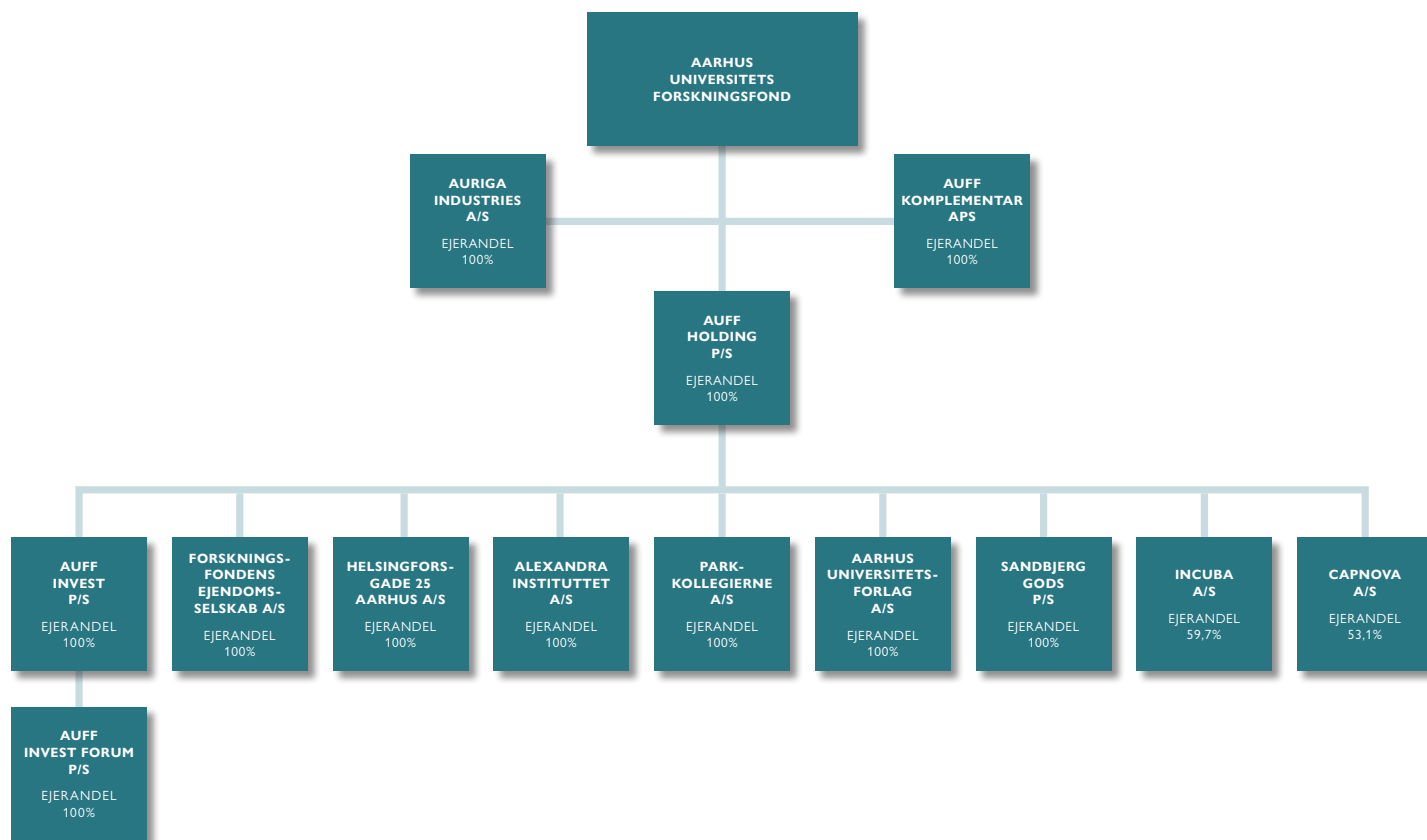 AARHUS
UNIVERSITETS
FORSKNINGSFOND
AURIGA
INDUSTRIES
A/S
EJERANDEL
100%
AUFF
KOMPLEMENTAR
APS
EJERANDEL
100%
AUFF
HOLDING
P/S
EJERANDEL
100%
AUFF
INVEST
P/S
EJERANDEL
100%
FORSKNINGS-
FONDENS
EJENDOMS-
SELSKAB A/S
EJERANDEL
100%
HELSINGFORS-
GADE 25
AARHUS A/S
EJERANDEL
100%
ALEXANDRA
INSTITUTTET
A/S
EJERANDEL
100%
PARK-
KOLLEGIERNE
A/S
EJERANDEL
100%
AARHUS
UNIVERSITETS-
FORLAG
A/S
EJERANDEL
100%
SANDBJERG
GODS
P/S
EJERANDEL
100%
INCUBA
A/S
EJERANDEL
59,7%
CAPNOVA
A/S
EJERANDEL
53,1%
AUFF
INVEST FORUM
P/S
EJERANDEL
100%